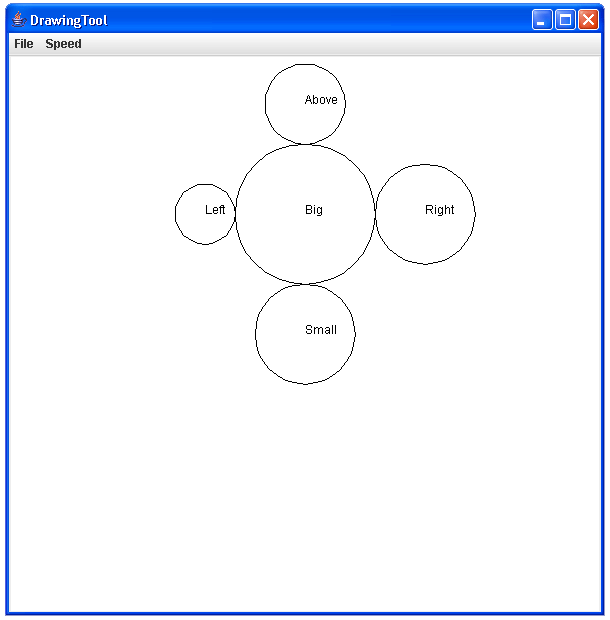 DrawingTool
File Speed
Above
Left Big Right
Small